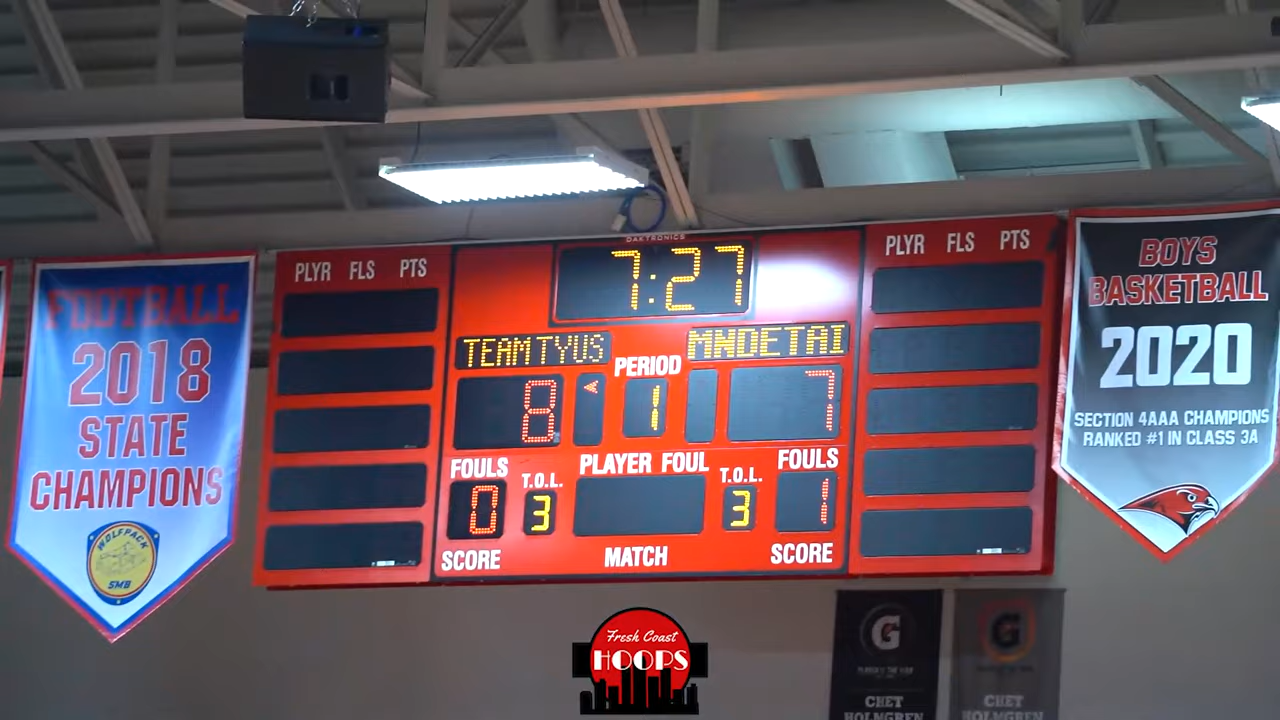 FOOTBALL
2018
STATE
CHAMPIONS
WOLFPACK
SMB
PLYR FLS PTS
DAKTRONICS
7:27
TEAM TYUS
MNDETAI
PERIOD
8
<
1
7
FOULS
PLAYER FOUL
FOULS
T.O.L.
T.O.L.
0
3
3
1
SCORE
MATCH
SCORE
PLYR FLS PTS
BOYS
BASKETBALL
2020
SECTION 4AAA CHAMPIONS
RANKED #1 IN CLASS 3A
Fresh Coast
HOOPS
G
CHET
HOLMGREN
G
CHET
HOLMGREN